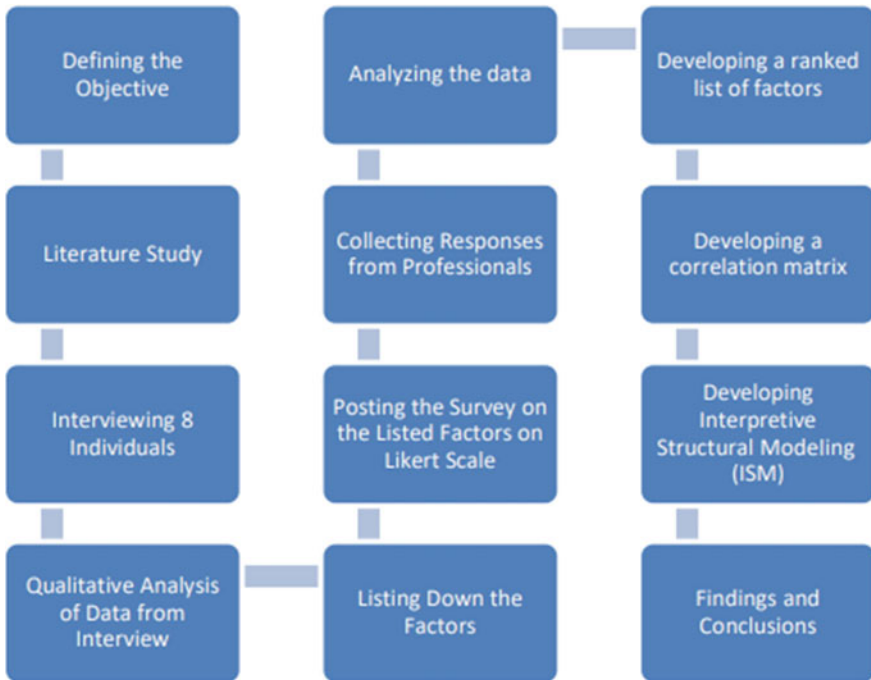 Defining the
Objective
Literature Study
Interviewing 8
Individuals
Qualitative Analysis
of Data from
Interview
Listing Down the
Factors
Posting the Survey on
the Listed Factors on
Likert Scale
Collecting Responses
from Professionals
Analyzing the data
Developing a ranked
list of factors
Developing a
correlation matrix
Developing
Interpretive
Structural Modeling
(ISM)
Findings and
Conclusions